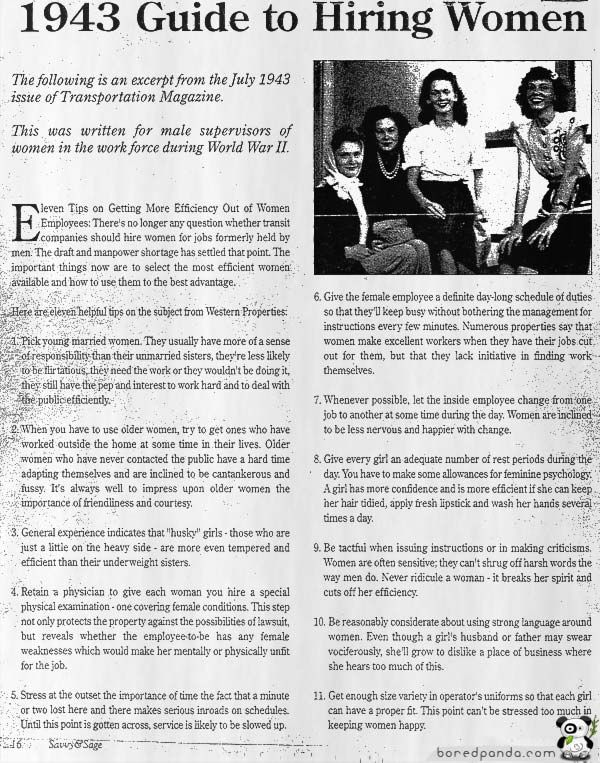 1943 Guide to Hiring Women
The following is an excerpt from the July 1943
issue of Transportation Magazine.
This was written for male supervisors of
women in the work force during World War II.
Eleven Tips on Getting More Efficiency Out of Women
Employees: There's no longer any question whether transit
companies should hire women for jobs formerly held by
men. The draft and manpower shortage has settled that point. The
important things now are to select the most efficient women
available and how to use them to the best advantage.
Here are eleven helpful tips on the subject from Western Properties:
1. Pick young married women. They usually have more of a sense
of responsibility than their unmarried sisters, they're less likely
to be flirtatious, they need the work or they wouldn't be doing it,
they still have the pep and interest to work hard and to deal with
the public efficiently.
2. When you have to use older women, try to get ones who have
worked outside the home at some time in their lives. Older
women who have never contacted the public have a hard time
adapting themselves and are inclined to be cantankerous and
fussy. It's always well to impress upon older women the
importance of friendliness and courtesy.
3. General experience indicates that "husky" girls - those who are
just a little on the heavy side - are more even tempered and
efficient than their underweight sisters.
4. Retain a physician to give each woman you hire a special
physical examination - one covering female conditions. This step
not only protects the property against the possibilities of lawsuit,
but reveals whether the employee-to-be has any female
weaknesses which would make her mentally or physically unfit
for the job.
5. Stress at the outset the importance of time the fact that a minute
or two lost here and there makes serious inroads on schedules.
Until this point is gotten across, service is likely to be slowed up.
6. Give the female employee a definite day-long schedule of duties
so that they'll keep busy without bothering the management for
instructions every few minutes. Numerous properties say that
women make excellent workers when they have their jobs cut
out for them, but that they lack initiative in finding work
themselves.
7. Whenever possible, let the inside employee change from one
job to another at some time during the day. Women are inclined
to be less nervous and happier with change.
8. Give every girl an adequate number of rest periods during the
day. You have to make some allowances for feminine psychology.
A girl has more confidence and is more efficient if she can keep
her hair tidied, apply fresh lipstick and wash her hands several
times a day.
9. Be tactful when issuing instructions or in making criticisms.
Women are often sensitive; they can't shrug off harsh words the
way men do. Never ridicule a woman - it breaks her spirit and
cuts off her efficiency.
10. Be reasonably considerate about using strong language around
women. Even though a girl's husband or father may swear
vociferously, she'll grow to dislike a place of business where
she hears too much of this.
11. Get enough size variety in operator's uniforms so that each girl
can have a proper fit. This point can't be stressed too much in
keeping women happy.
16 Savvy & Sage
boredpanda.com